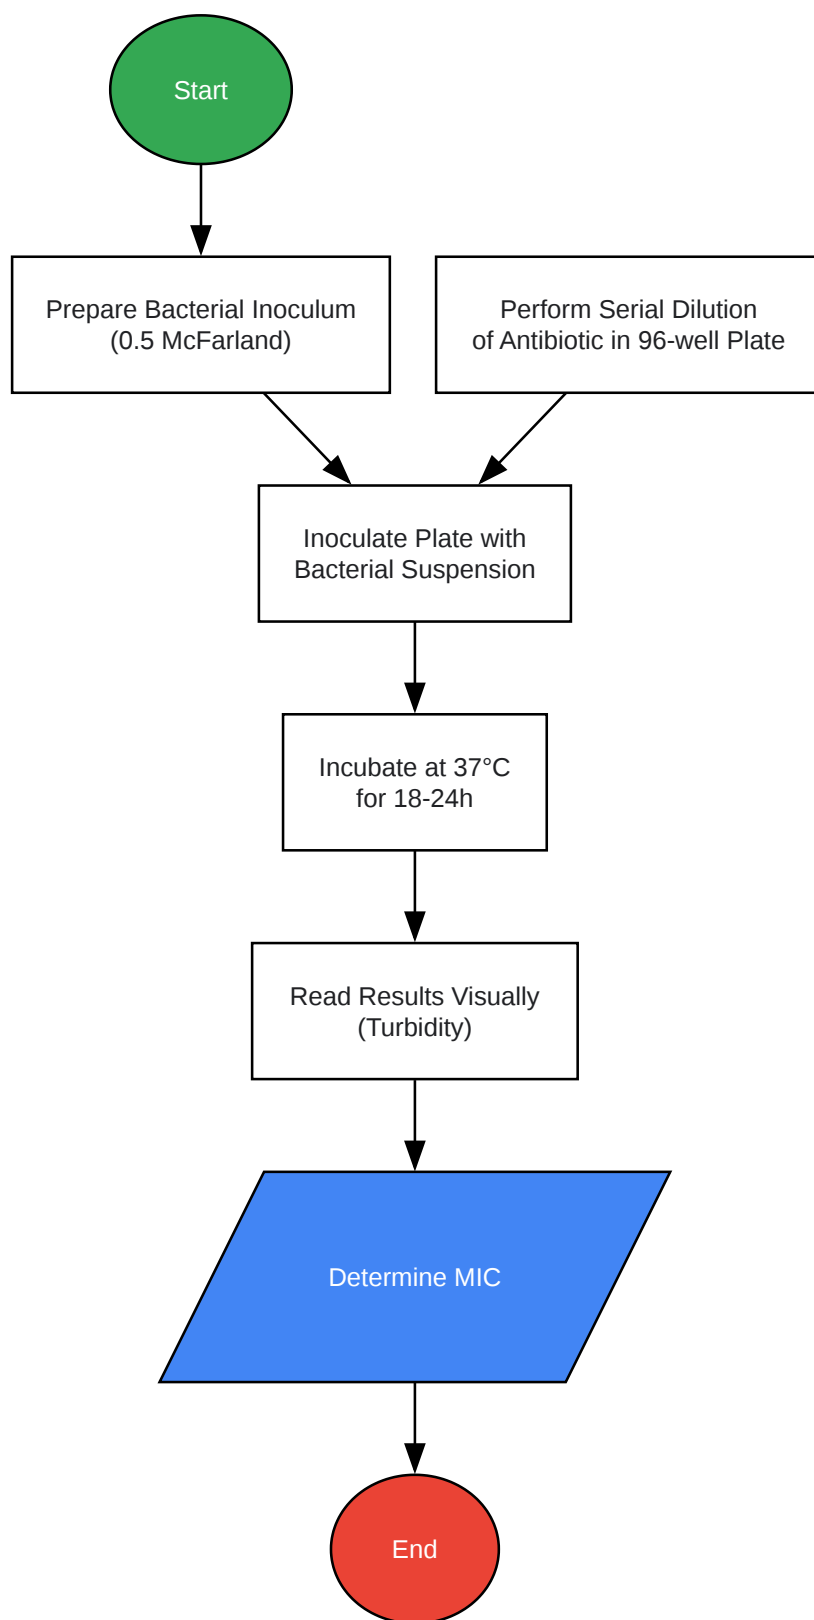 Start
Prepare Bacterial Inoculum
(0.5 McFarland)
Perform Serial Dilution
of Antibiotic in 96-well Plate
Inoculate Plate with
Bacterial Suspension
Incubate at 37°C
for 18-24h
Read Results Visually
(Turbidity)
Determine MIC
End